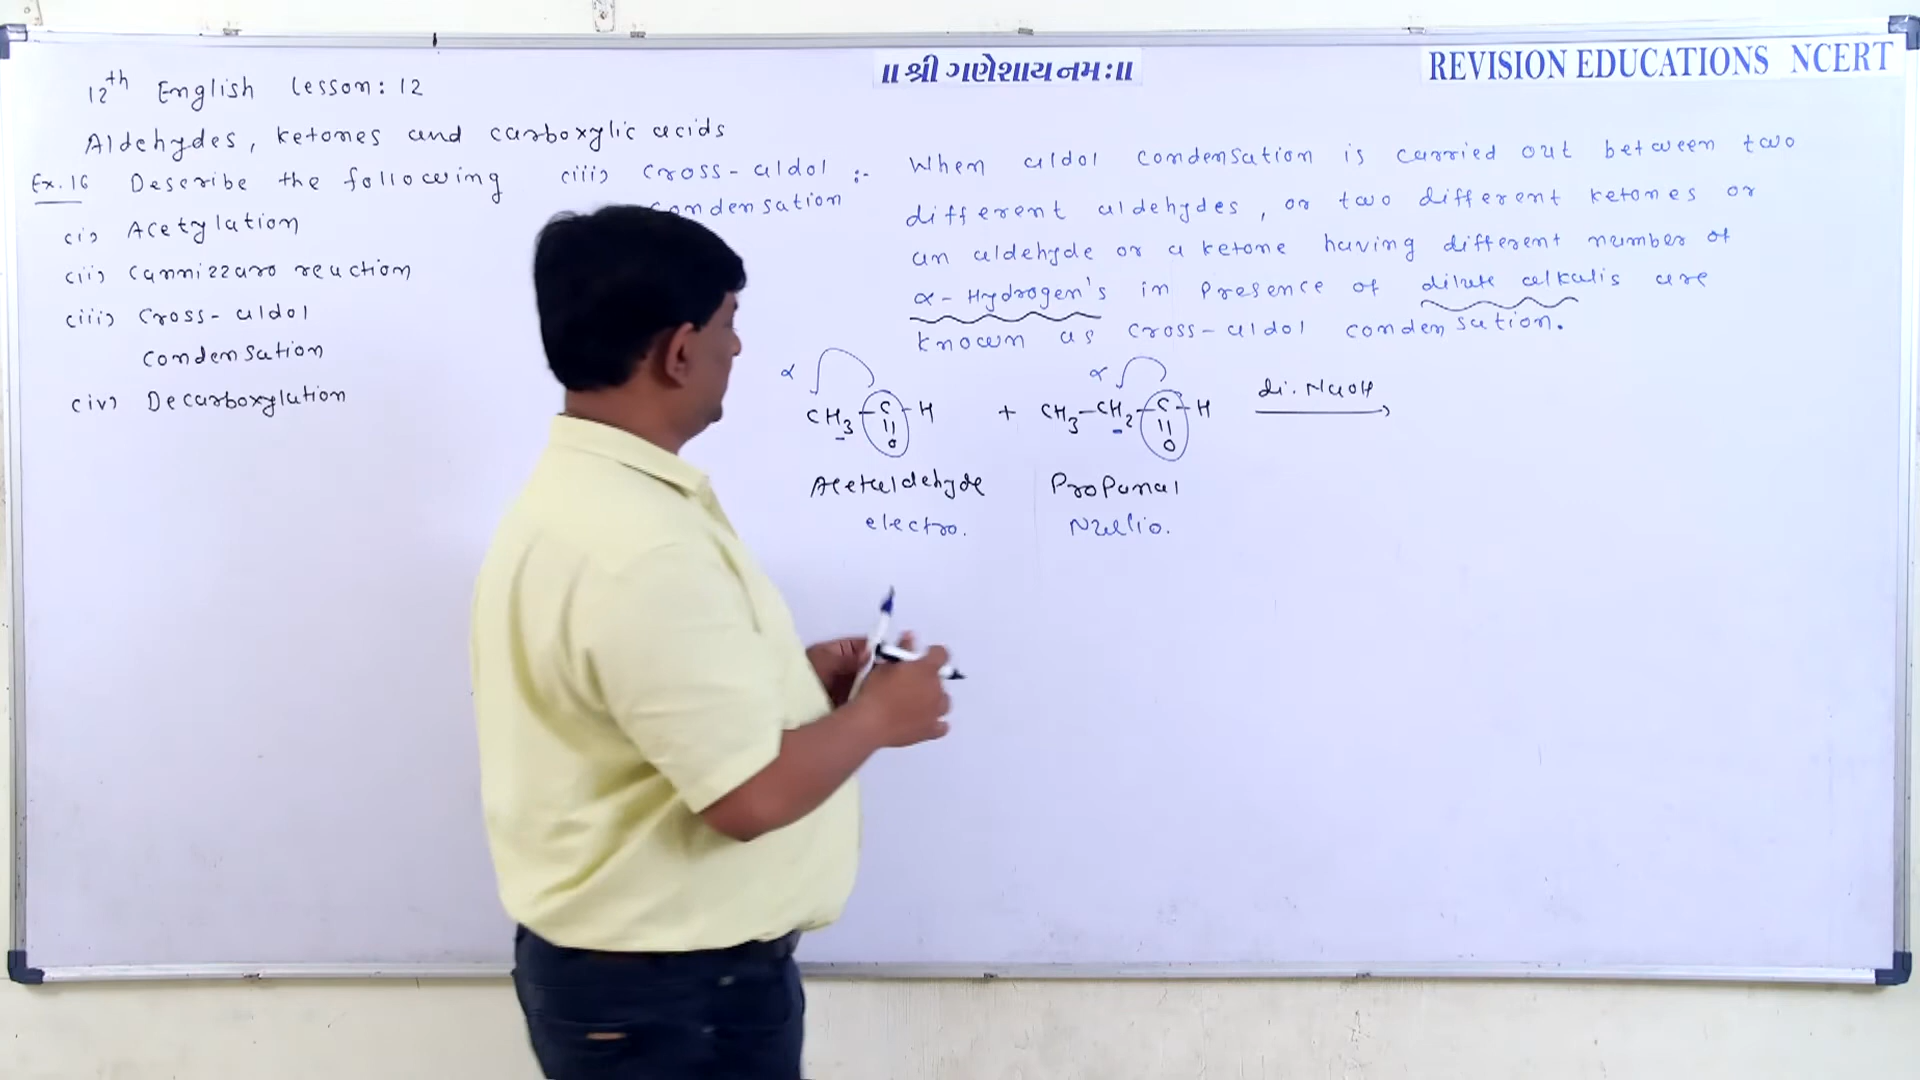 ॥ શ્રી ગણેશાય નમઃ ॥
REVISION EDUCATIONS NCERT
12th English Lesson: 12
Aldehydes, ketones and carboxylic acids
Ex. 16 Describe the following
(i) Acetylation
(ii) Cannizzaro reaction
(iii) Cross-aldol
condensation
(iv) Decarboxylation
(iii) Cross-aldol :-
condensation
When aldol condensation is carried out between two
different aldehydes, or two different ketones or
an aldehyde or a ketone having different number of
α-Hydrogen's in presence of dilute alkalis are
known as cross-aldol condensation.
α α
CH3-C-H + CH3-CH2-C-H di. NaOH
|| ||
O O
Acetaldehyde Propanal
electro. Nucleo.